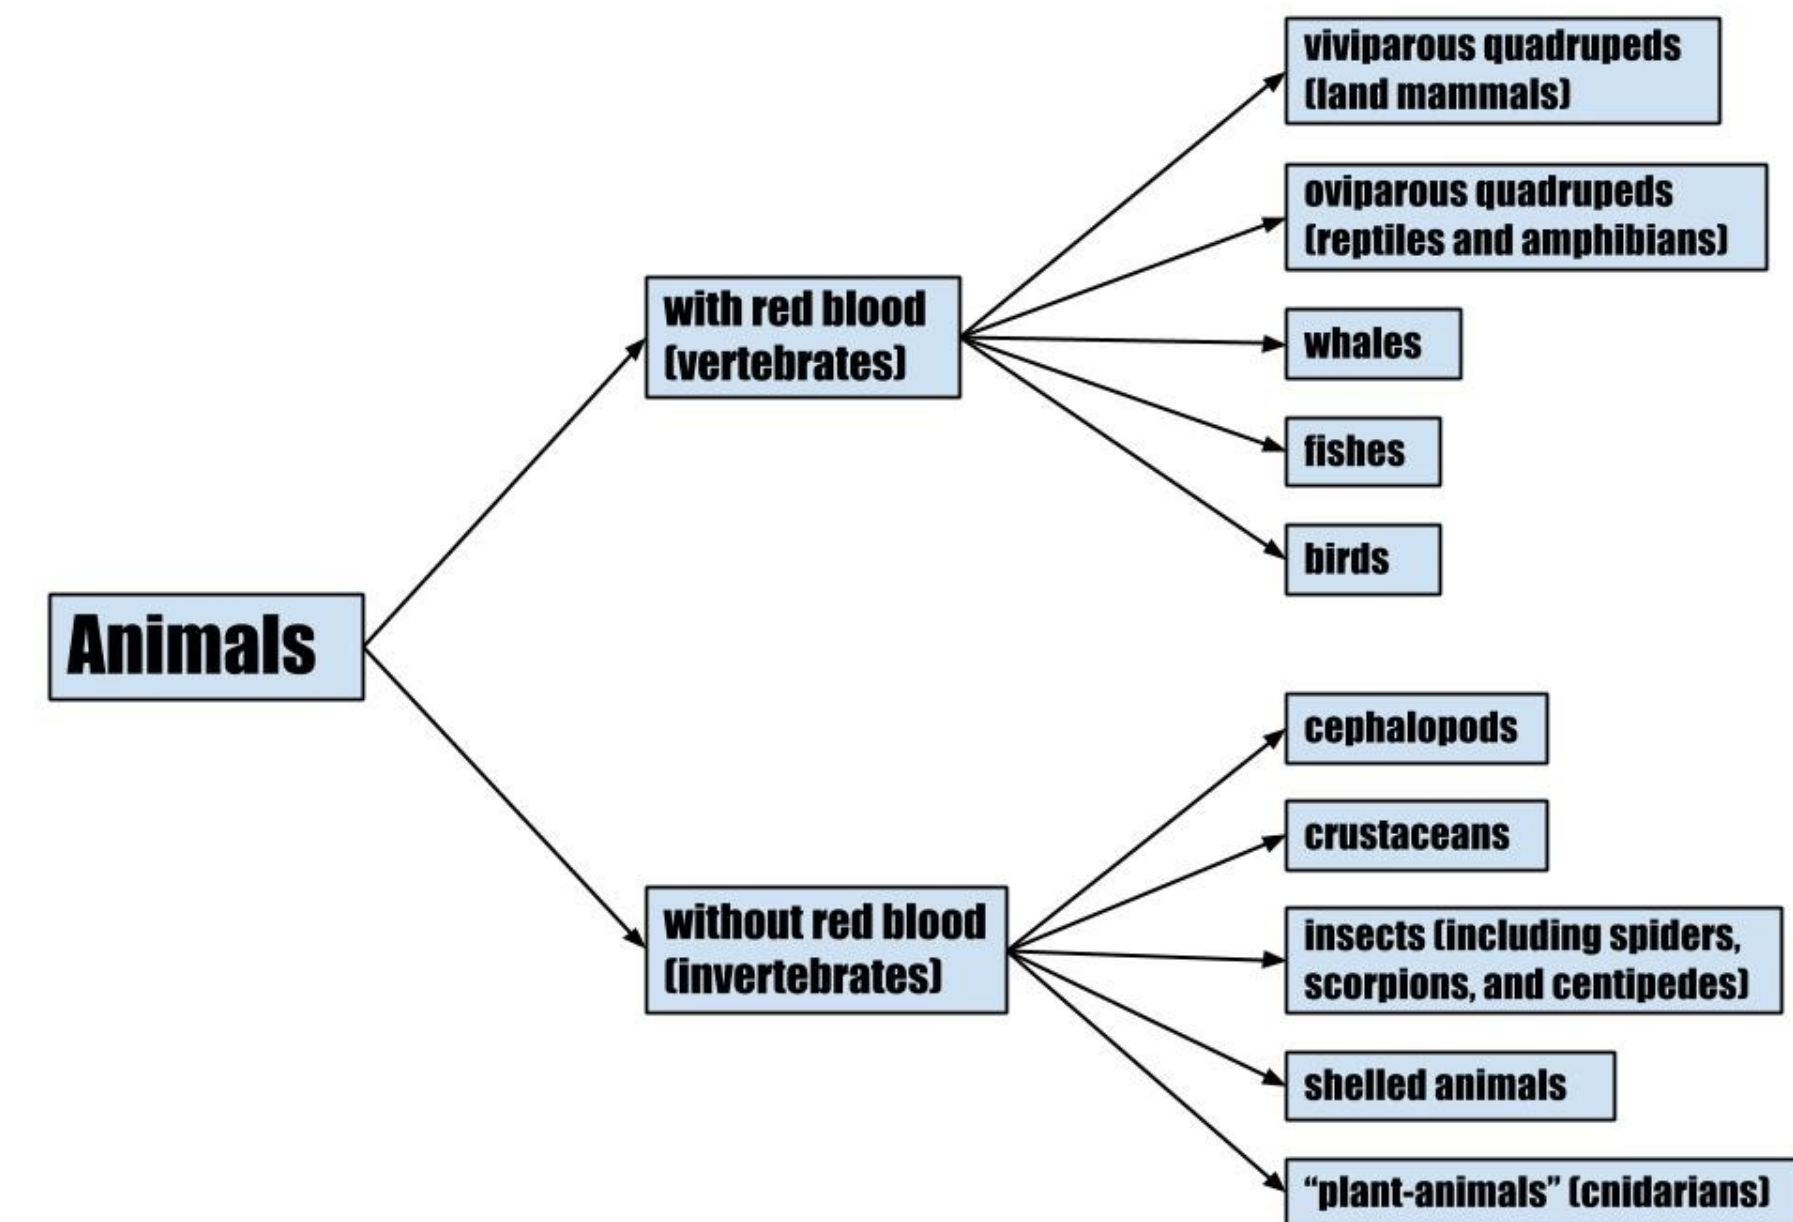 Animals
with red blood
(vertebrates)
viviparous quadrupeds
(land mammals)
oviparous quadrupeds
(reptiles and amphibians)
whales
fishes
birds
without red blood
(invertebrates)
cephalopods
crustaceans
insects (including spiders,
scorpions, and centipedes)
shelled animals
“plant-animals” (cnidarians)